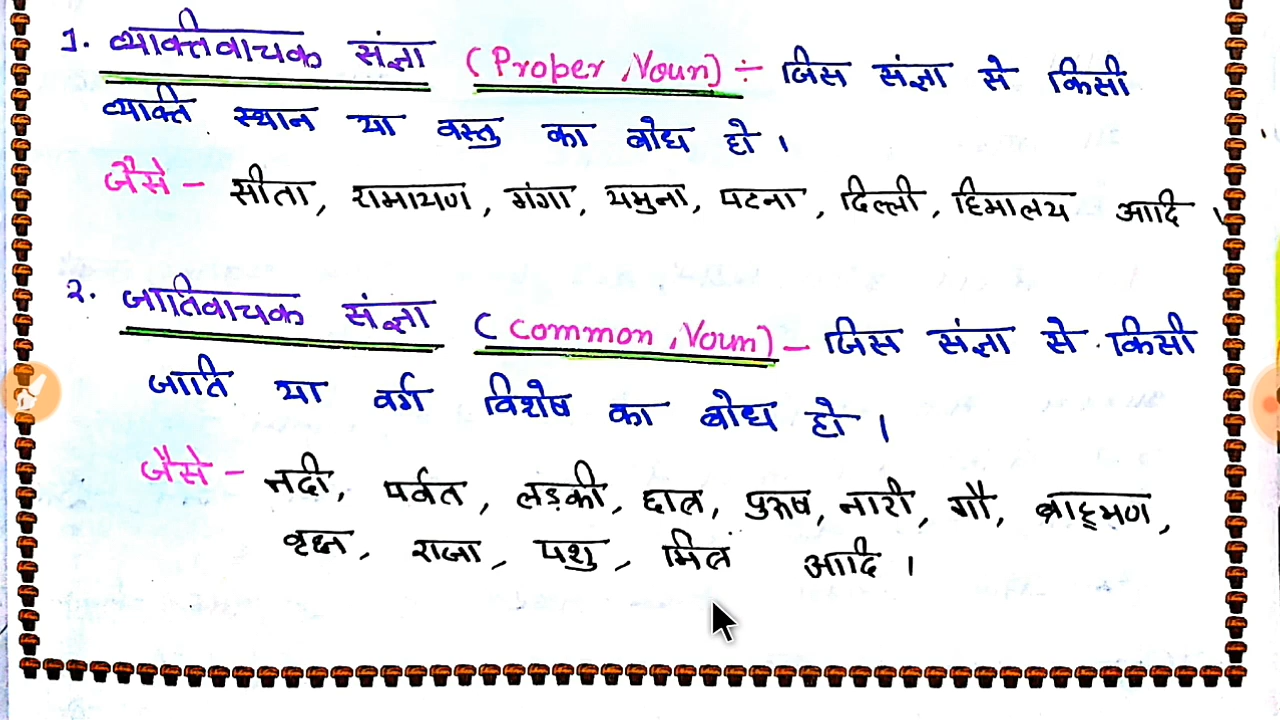 1. व्यक्तिवाचक संज्ञा (Proper Noun) ÷ जिस संज्ञा से किसी
व्यक्ति स्थान या वस्तु का बोध हो ।
जैसे - सीता, रामायण, गंगा, यमुना, पटना, दिल्ली, हिमालय आदि ।
२. जातिवाचक संज्ञा (Common Noun) - जिस संज्ञा से किसी
जाति या वर्ग विशेष का बोध हो ।
जैसे - नदी, पर्वत, लड़की, छात्र, पुरुष, नारी, गौ, ब्राह्मण,
वृक्ष, राजा, पशु, मित्र आदि ।